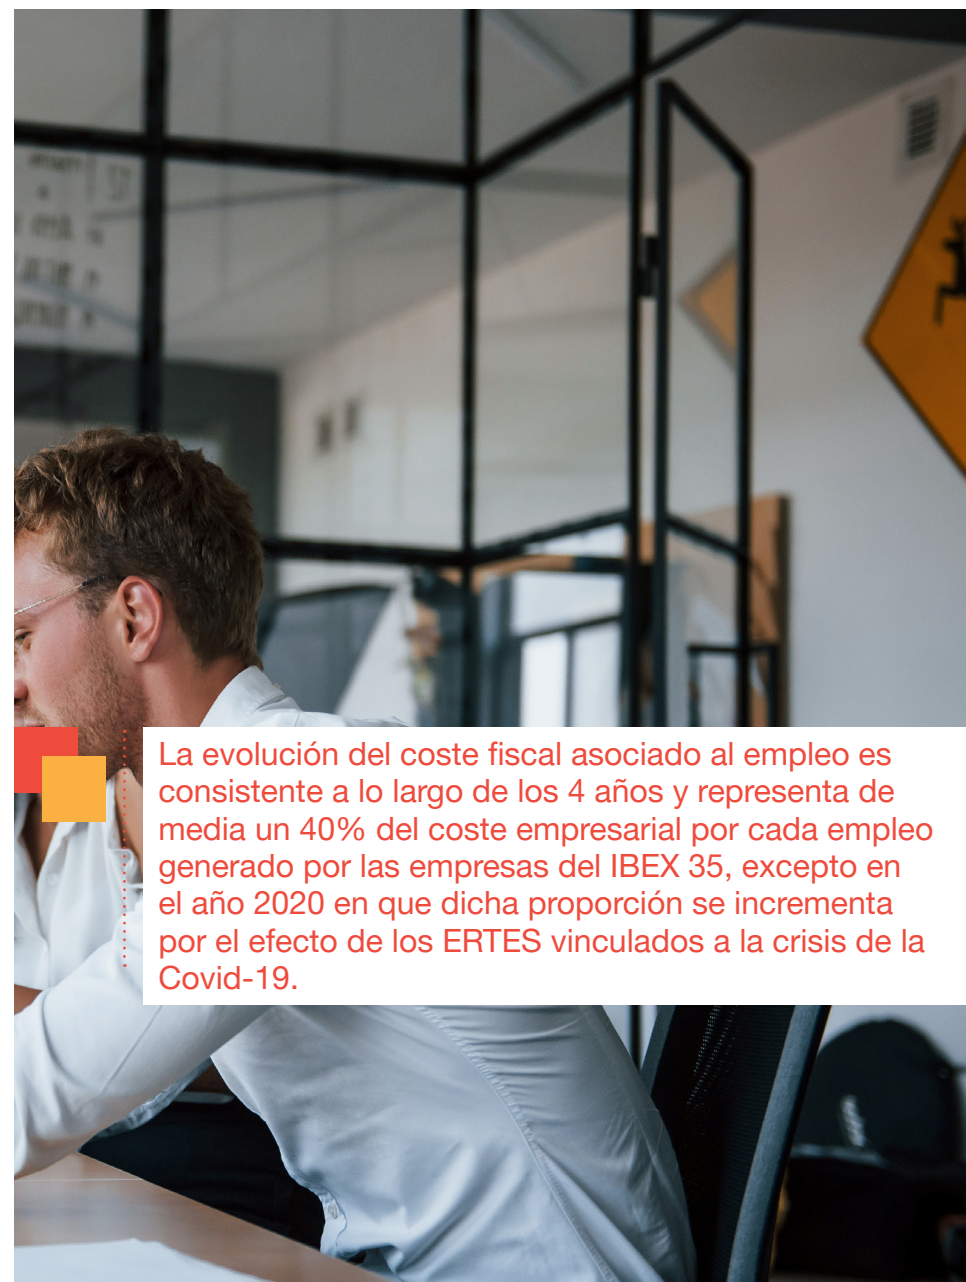 La evolución del coste fiscal asociado al empleo es
consistente a lo largo de los 4 años y representa de
media un 40% del coste empresarial por cada empleo
generado por las empresas del IBEX 35, excepto en
el año 2020 en que dicha proporción se incrementa
por el efecto de los ERTES vinculados a la crisis de la
Covid-19.